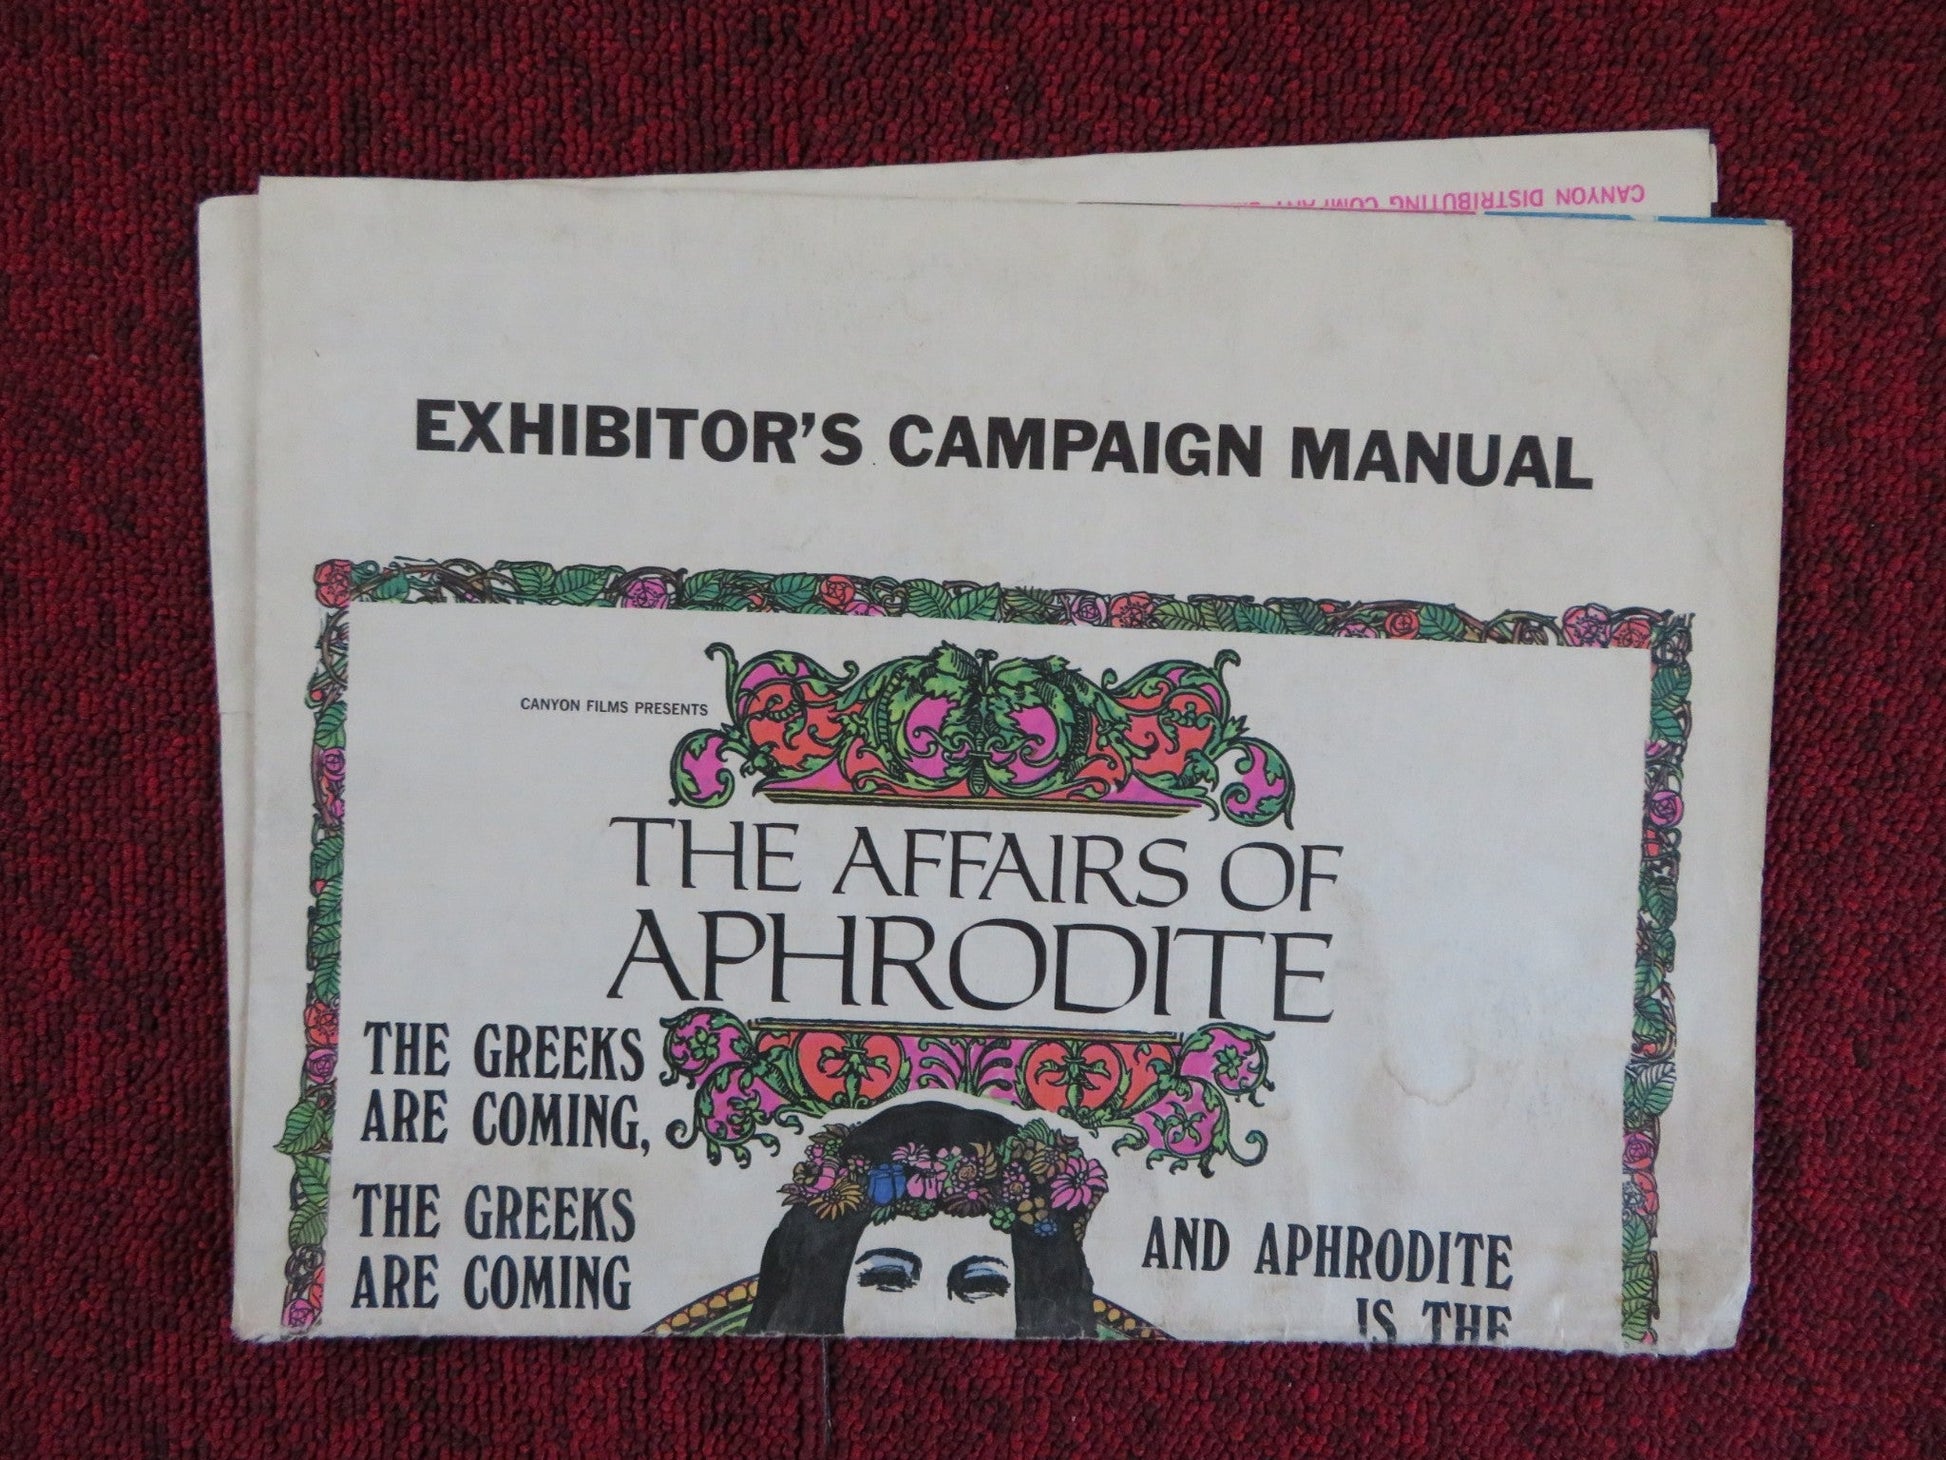 CANYON DISTRIBUTING COMPANY
EXHIBITOR'S CAMPAIGN MANUAL
CANYON FILMS PRESENTS
THE AFFAIRS OF
APHRODITE
THE GREEKS
ARE COMING,
THE GREEKS
ARE COMING
AND APHRODITE
IS THE